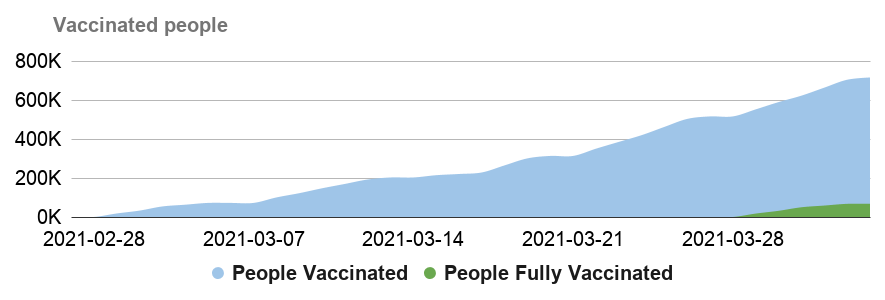 Vaccinated people
800K
600K
400K
200K
0K
2021-02-28 2021-03-07 2021-03-14 2021-03-21 2021-03-28
People Vaccinated People Fully Vaccinated